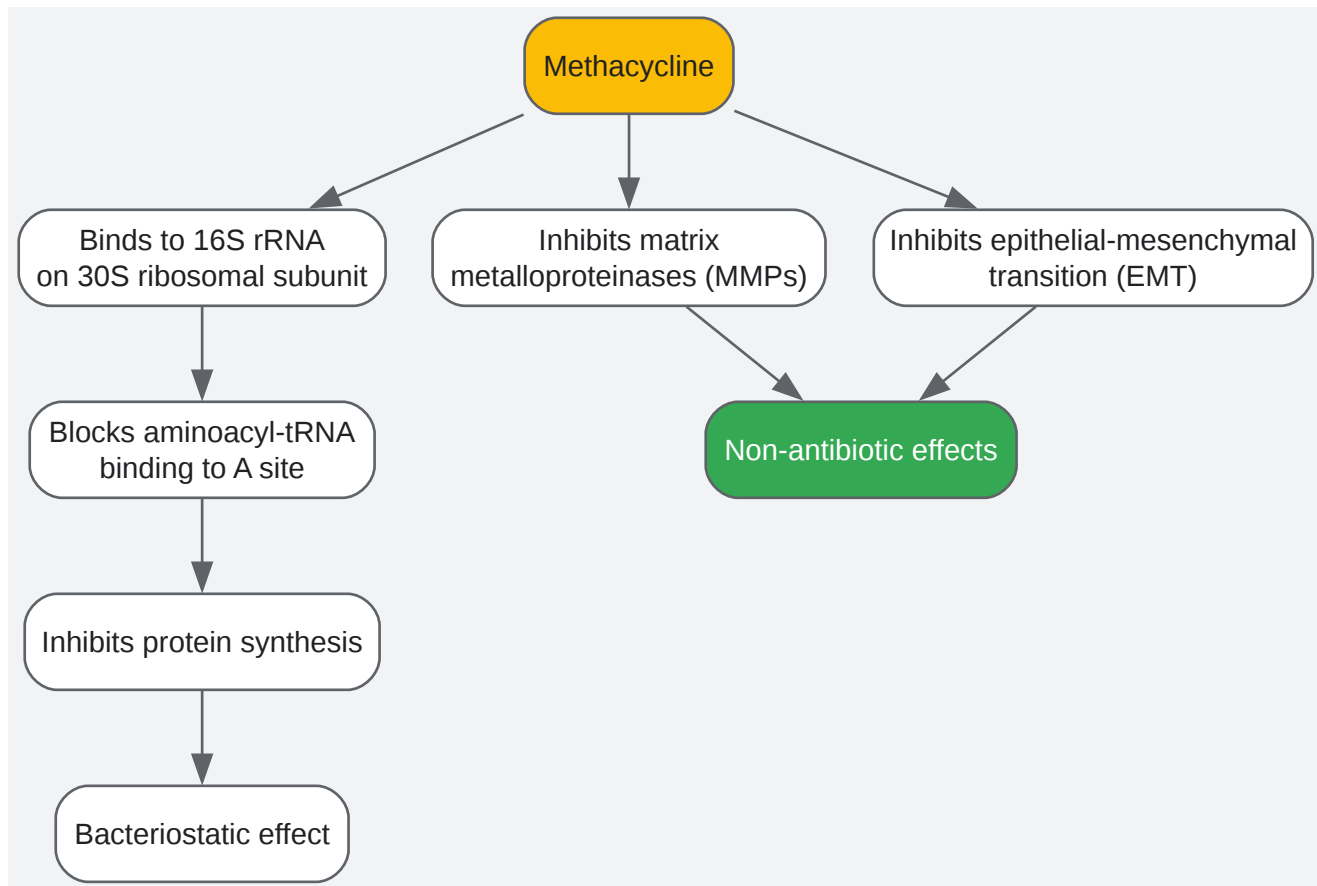 Methacycline
Binds to 16S rRNA
on 30S ribosomal subunit
Inhibits matrix
metalloproteinases (MMPs)
Inhibits epithelial-mesenchymal
transition (EMT)
Blocks aminoacyl-tRNA
binding to A site
Non-antibiotic effects
Inhibits protein synthesis
Bacteriostatic effect